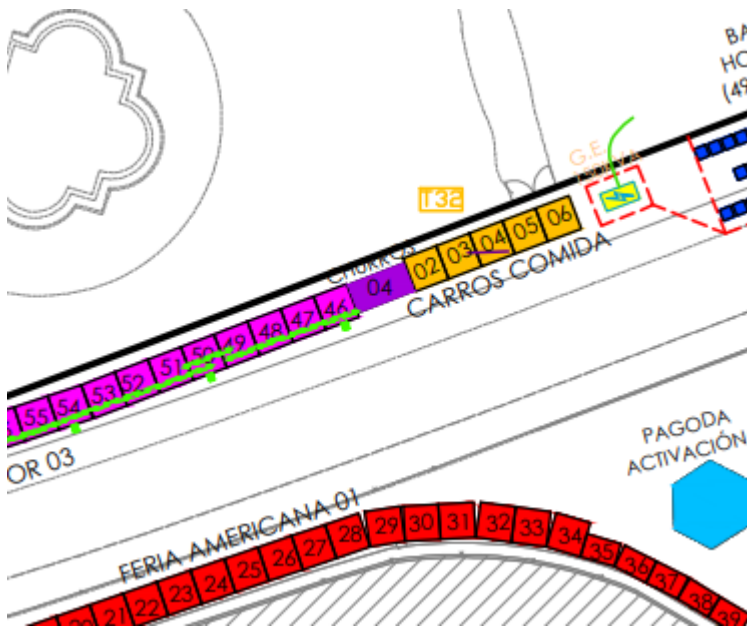 BA
HO
(49
G.E.
T32
CHURROS
02 03 04 05 06
04
CARROS COMIDA
55 54 53 52 51 50 49 48 47 46
OR 03
PAGODA
ACTIVACIÓN
FERIA AMERICANA 01
21 22 23 24 25 26 27 28 29 30 31 32 33 34 35 36 37 38 39